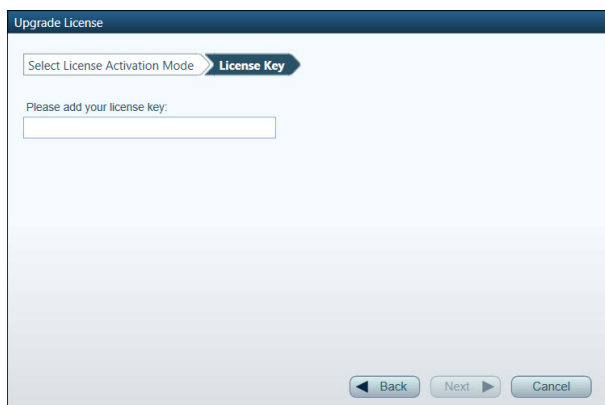 Upgrade License
Select License Activation Mode License Key
Please add your license key:
Back Next Cancel